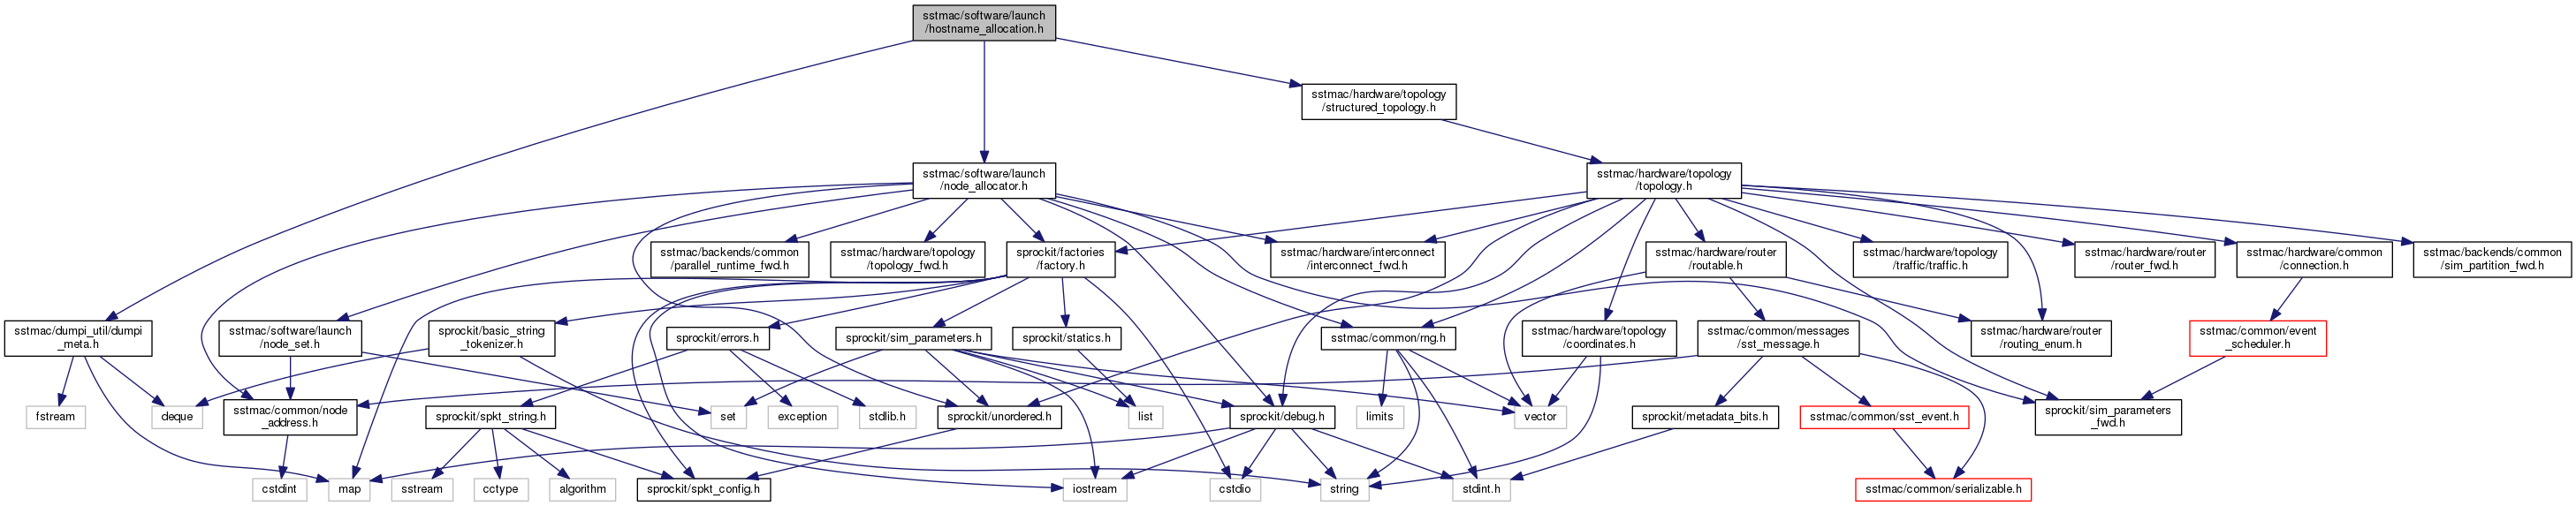 sstmac/software/launch
/hostname_allocation.h
sstmac/hardware/topology
/structured_topology.h
sstmac/software/launch
/node_allocator.h
sstmac/hardware/topology
/topology.h
sstmac/backends/common
/parallel_runtime_fwd.h
sstmac/hardware/topology
/topology_fwd.h
sprockit/factories
/factory.h
sstmac/hardware/interconnect
/interconnect_fwd.h
sstmac/hardware/router
/routable.h
sstmac/hardware/topology
/traffic/traffic.h
sstmac/hardware/router
/router_fwd.h
sstmac/hardware/common
/connection.h
sstmac/backends/common
/sim_partition_fwd.h
sstmac/dumpi_util/dumpi
_meta.h
sstmac/software/launch
/node_set.h
sprockit/basic_string
_tokenizer.h
sprockit/errors.h
sprockit/sim_parameters.h
sprockit/statics.h
sstmac/common/rng.h
sstmac/hardware/topology
/coordinates.h
sstmac/common/messages
/sst_message.h
sstmac/hardware/router
/routing_enum.h
sstmac/common/event
_scheduler.h
fstream
deque
sstmac/common/node
_address.h
sprockit/spkt_string.h
set
exception
stdlib.h
sprockit/unordered.h
list
sprockit/debug.h
limits
vector
sprockit/metadata_bits.h
sstmac/common/sst_event.h
sprockit/sim_parameters
_fwd.h
cstdint
map
sstream
cctype
algorithm
sprockit/spkt_config.h
iostream
cstdio
string
stdint.h
sstmac/common/serializable.h